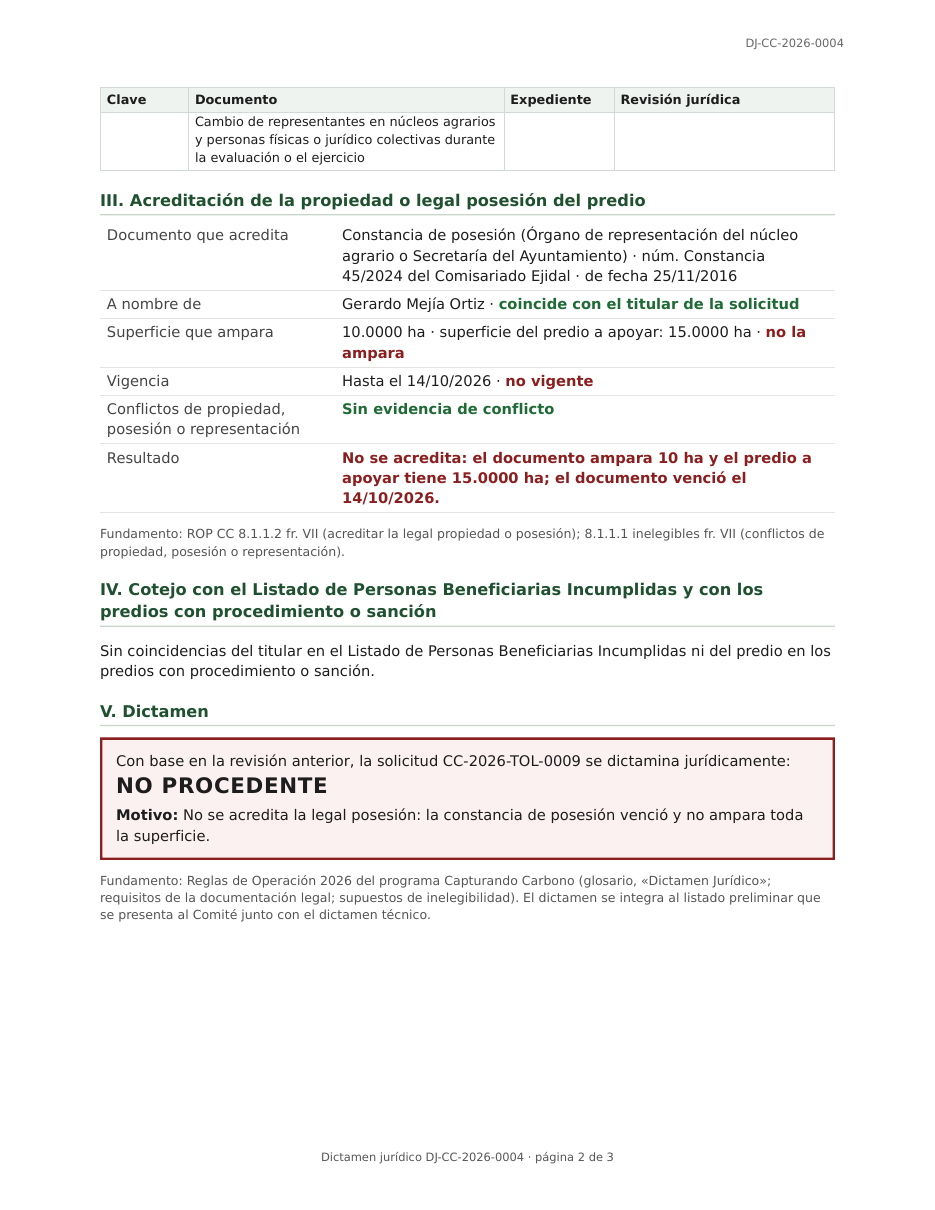 DJ-CC-2026-0004
Clave Documento Expediente Revisión jurídica
Cambio de representantes en núcleos agrarios
y personas físicas o jurídico colectivas durante
la evaluación o el ejercicio
III. Acreditación de la propiedad o legal posesión del predio
Documento que acredita Constancia de posesión (Órgano de representación del núcleo
agrario o Secretaría del Ayuntamiento) · núm. Constancia
45/2024 del Comisariado Ejidal · de fecha 25/11/2016
A nombre de Gerardo Mejía Ortiz · coincide con el titular de la solicitud
Superficie que ampara 10.0000 ha · superficie del predio a apoyar: 15.0000 ha · no la
ampara
Vigencia Hasta el 14/10/2026 · no vigente
Conflictos de propiedad, Sin evidencia de conflicto
posesión o representación
Resultado No se acredita: el documento ampara 10 ha y el predio a
apoyar tiene 15.0000 ha; el documento venció el
14/10/2026.
Fundamento: ROP CC 8.1.1.2 fr. VII (acreditar la legal propiedad o posesión); 8.1.1.1 inelegibles fr. VII (conflictos de
propiedad, posesión o representación).
IV. Cotejo con el Listado de Personas Beneficiarias Incumplidas y con los
predios con procedimiento o sanción
Sin coincidencias del titular en el Listado de Personas Beneficiarias Incumplidas ni del predio en los
predios con procedimiento o sanción.
V. Dictamen
Con base en la revisión anterior, la solicitud CC-2026-TOL-0009 se dictamina jurídicamente:
NO PROCEDENTE
Motivo: No se acredita la legal posesión: la constancia de posesión venció y no ampara toda
la superficie.
Fundamento: Reglas de Operación 2026 del programa Capturando Carbono (glosario, «Dictamen Jurídico»;
requisitos de la documentación legal; supuestos de inelegibilidad). El dictamen se integra al listado preliminar que
se presenta al Comité junto con el dictamen técnico.
Dictamen jurídico DJ-CC-2026-0004 · página 2 de 3